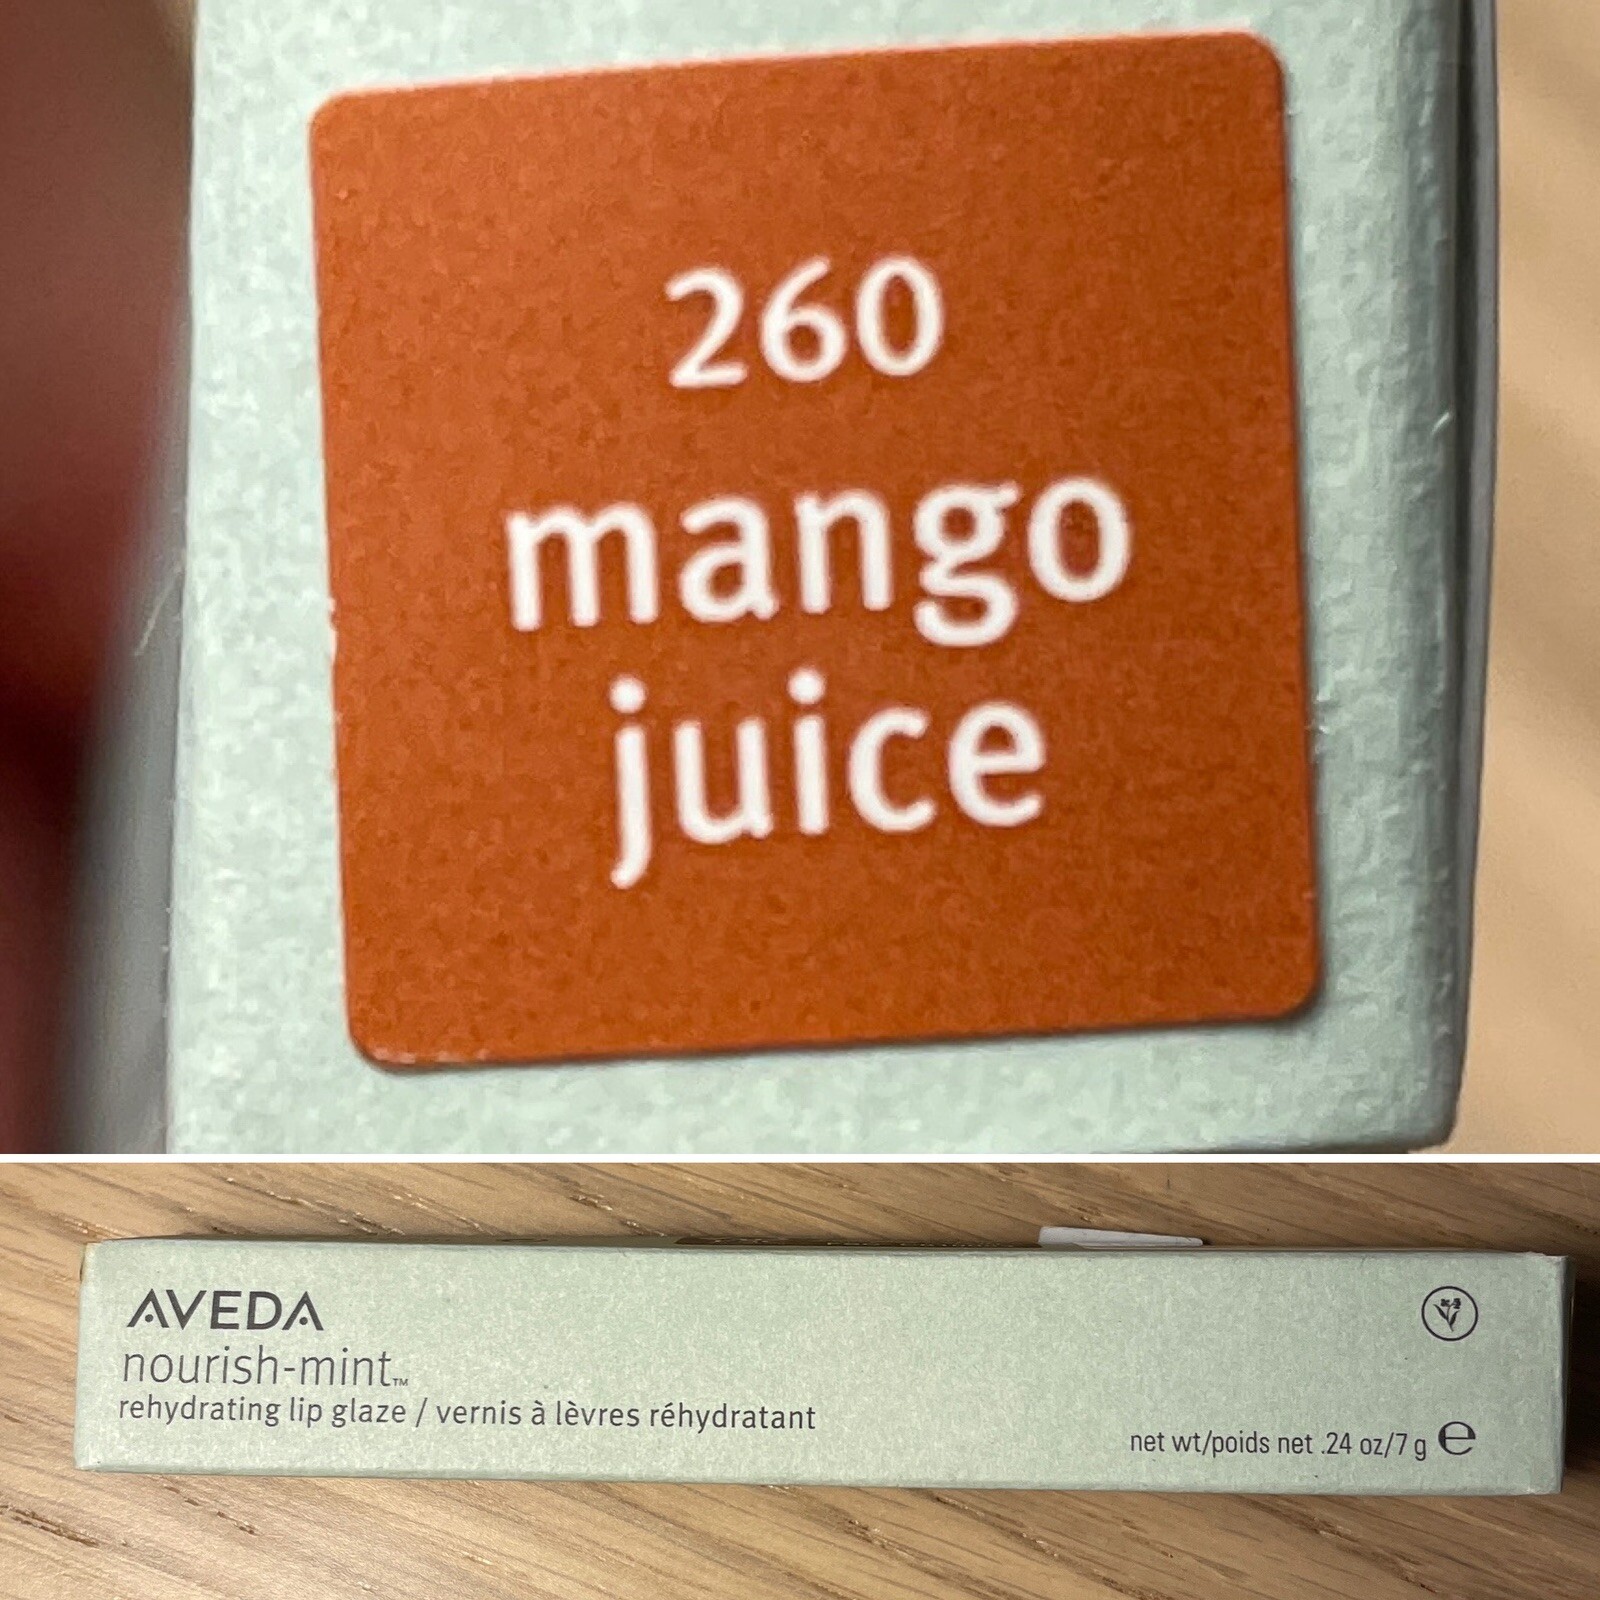 260
mango
juice
AVEDA
nourish-mint™
rehydrating lip glaze / vernis à lèvres réhydratant
net wt/poids net .24 oz/7 g ℮